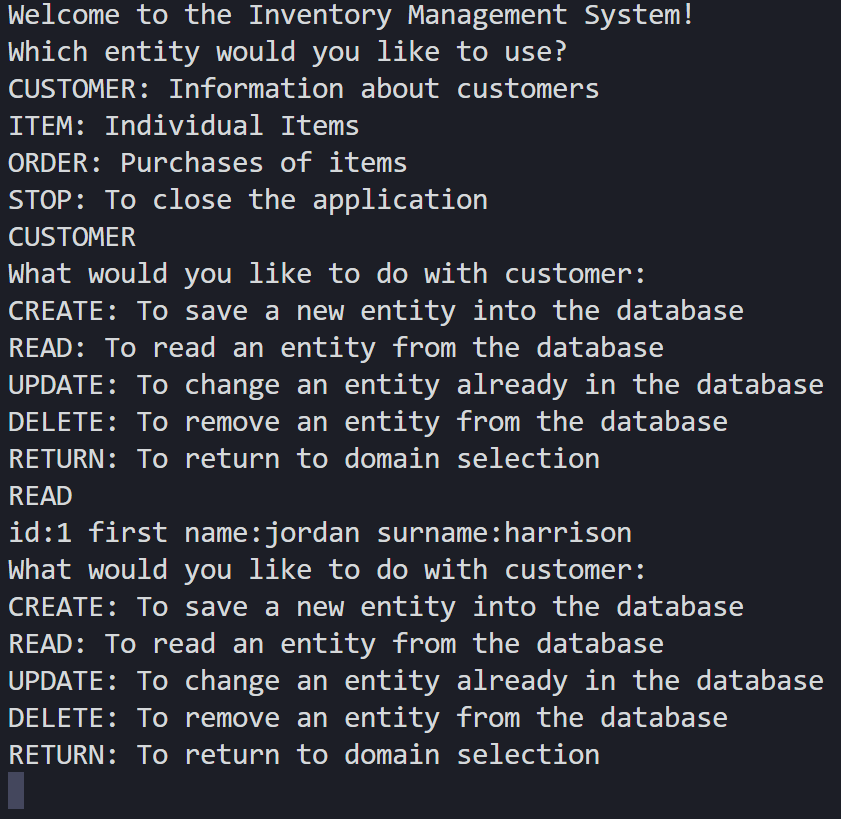 Welcome to the Inventory Management System!
Which entity would you like to use?
CUSTOMER: Information about customers
ITEM: Individual Items
ORDER: Purchases of items
STOP: To close the application
CUSTOMER
What would you like to do with customer:
CREATE: To save a new entity into the database
READ: To read an entity from the database
UPDATE: To change an entity already in the database
DELETE: To remove an entity from the database
RETURN: To return to domain selection
READ
id:1 first name:jordan surname:harrison
What would you like to do with customer:
CREATE: To save a new entity into the database
READ: To read an entity from the database
UPDATE: To change an entity already in the database
DELETE: To remove an entity from the database
RETURN: To return to domain selection